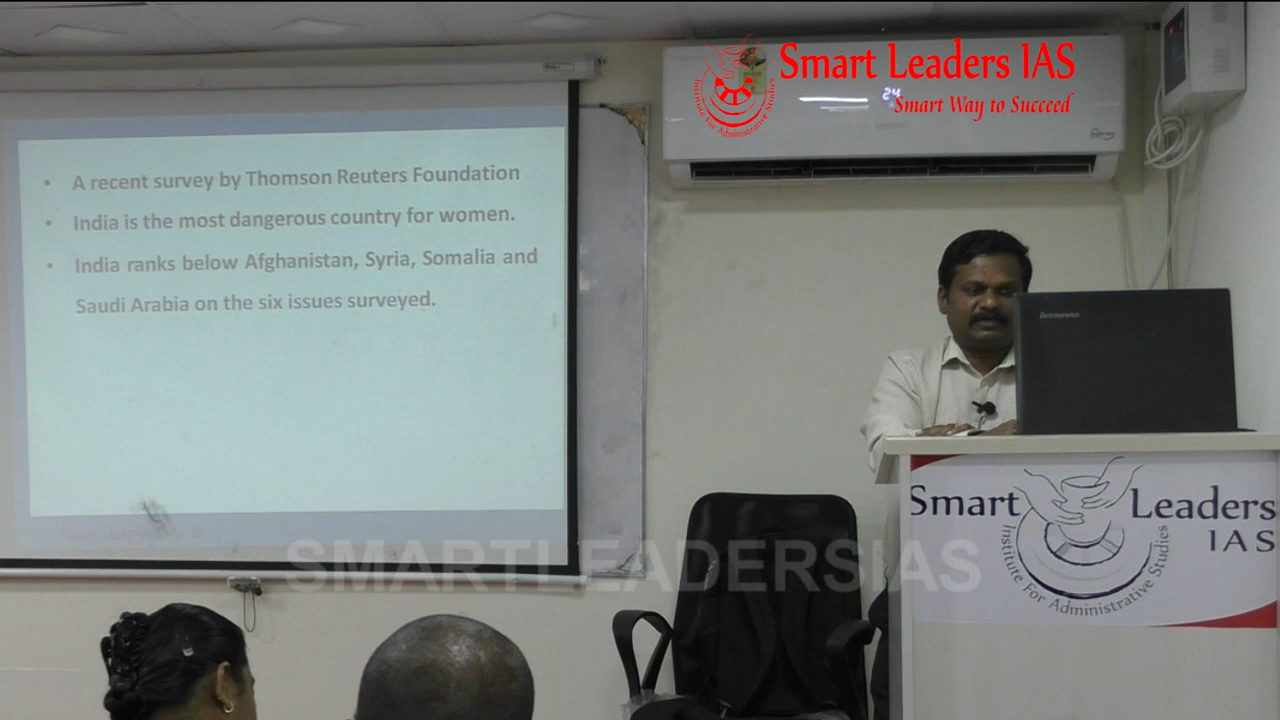 • A recent survey by Thomson Reuters Foundation
• India is the most dangerous country for women.
• India ranks below Afghanistan, Syria, Somalia and
Saudi Arabia on the six issues surveyed.
Smart Leaders IAS
Smart Way to Succeed
Institute For Administrative Studies
24
lenovo
Smart Leaders
IAS
Institute For Administrative Studies
SMARTLEADERSIAS